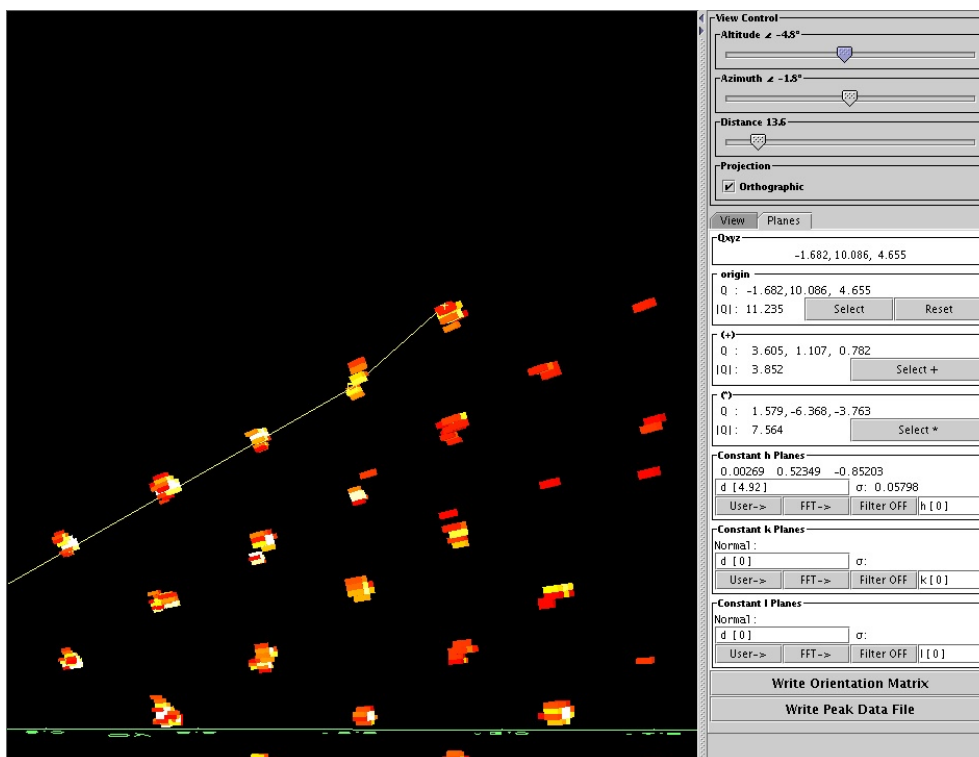 View Control
Altitude ∠ -4.8°
Azimuth ∠ -1.8°
Distance 13.6
Projection
Orthographic
View Planes
Qxyz
-1.682, 10.086, 4.655
origin
Q : -1.682, 10.086, 4.655
|Q|: 11.235 Select Reset
(+)
Q : 3.605, 1.107, 0.782
|Q|: 3.852 Select +
(*)
Q : 1.579, -6.368, -3.763
|Q|: 7.564 Select *
Constant h Planes
0.00269 0.52349 -0.85203
d [4.92] σ: 0.05798
User-> FFT-> Filter OFF h [0]
Constant k Planes
Normal:
d [0] σ:
User-> FFT-> Filter OFF k [0]
Constant l Planes
Normal:
d [0] σ:
User-> FFT-> Filter OFF l [0]
Write Orientation Matrix
Write Peak Data File